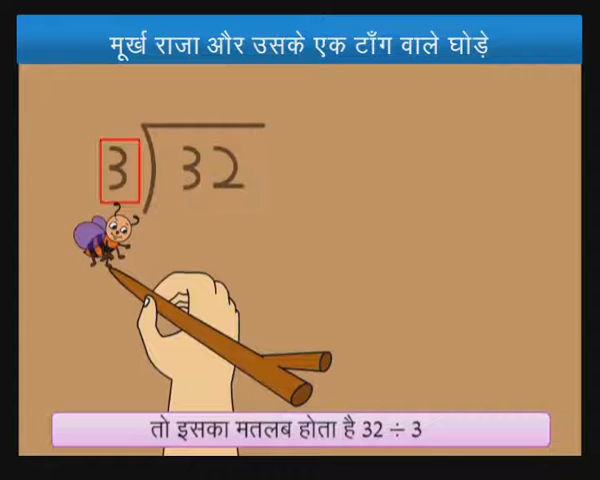 मूर्ख राजा और उसके एक टाँग वाले घोड़े
3) 32
तो इसका मतलब होता है 32 ÷ 3